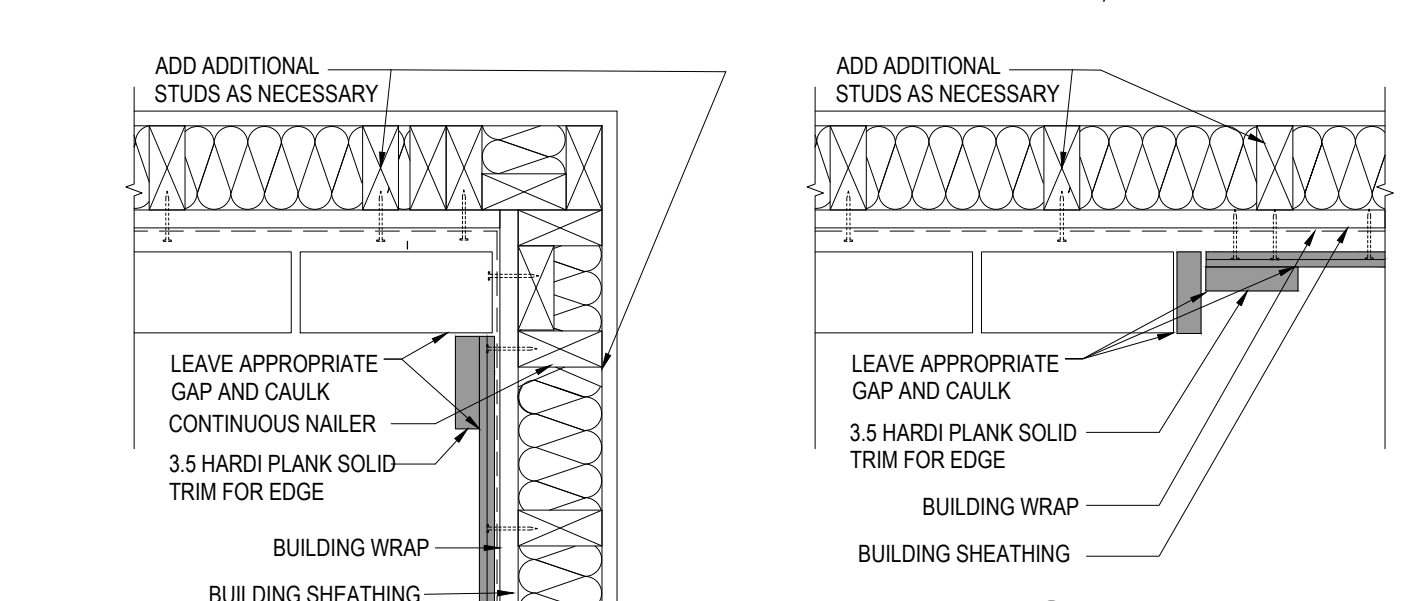 ADD ADDITIONAL
STUDS AS NECESSARY
LEAVE APPROPRIATE
GAP AND CAULK
CONTINUOUS NAILER
3.5 HARDI PLANK SOLID
TRIM FOR EDGE
BUILDING WRAP
BUILDING SHEATHING
ADD ADDITIONAL
STUDS AS NECESSARY
LEAVE APPROPRIATE
GAP AND CAULK
3.5 HARDI PLANK SOLID
TRIM FOR EDGE
BUILDING WRAP
BUILDING SHEATHING